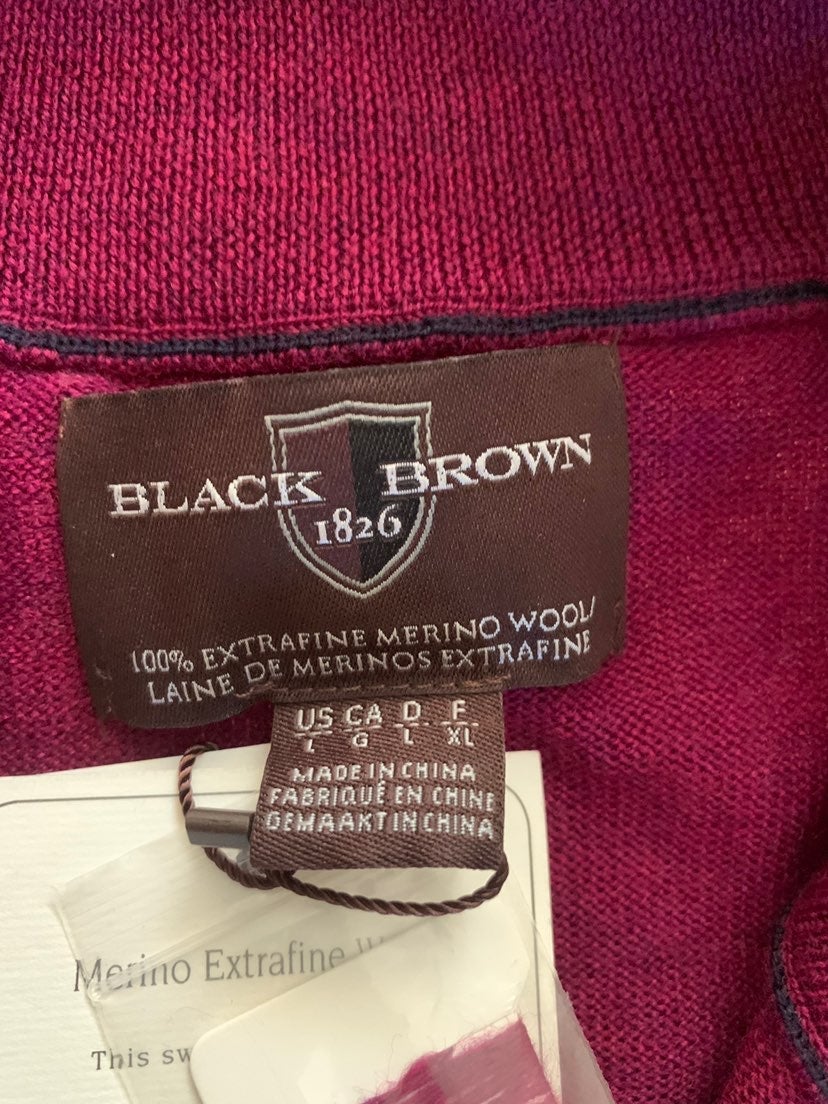 BLACK BROWN
1826
100% EXTRAFINE MERINO WOOL/
LAINE DE MERINOS EXTRAFINE
US CA D F
L G L XL
MADE IN CHINA
FABRIQUÉ EN CHINE
GEMAAKT IN CHINA
Merino Extrafine
This